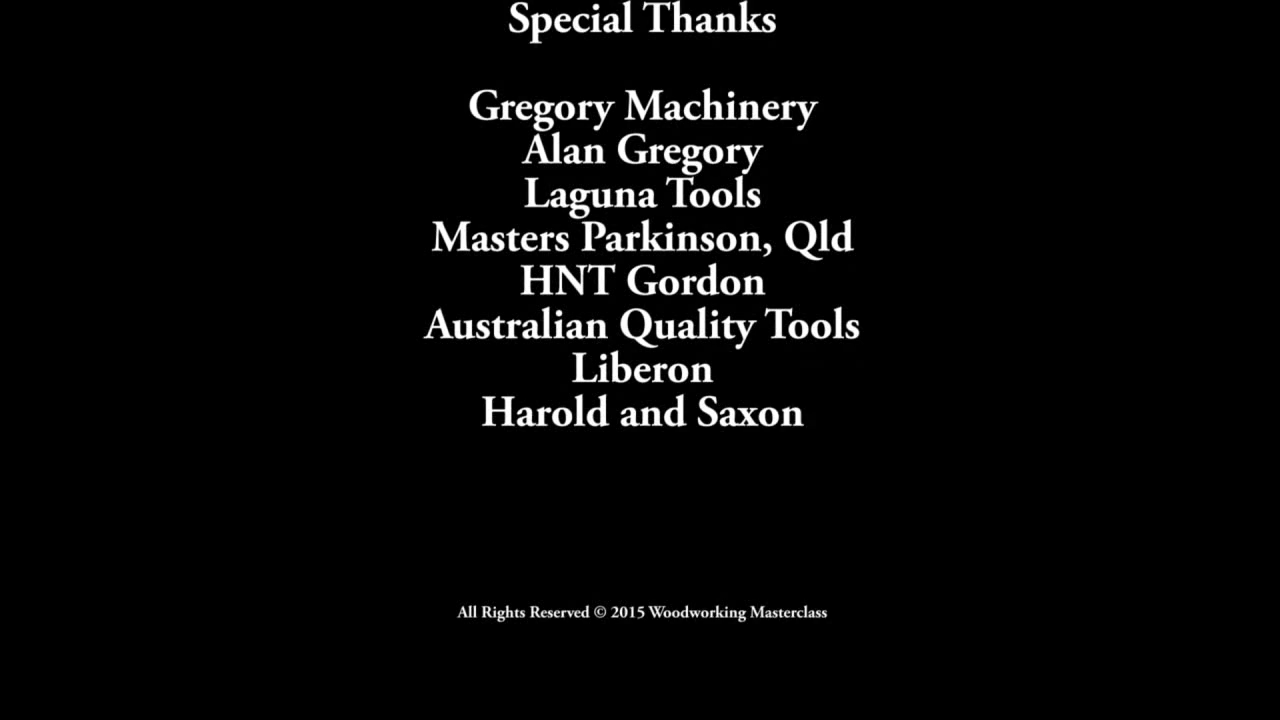 Special Thanks
Gregory Machinery
Alan Gregory
Laguna Tools
Masters Parkinson, Qld
HNT Gordon
Australian Quality Tools
Liberon
Harold and Saxon
All Rights Reserved © 2015 Woodworking Masterclass